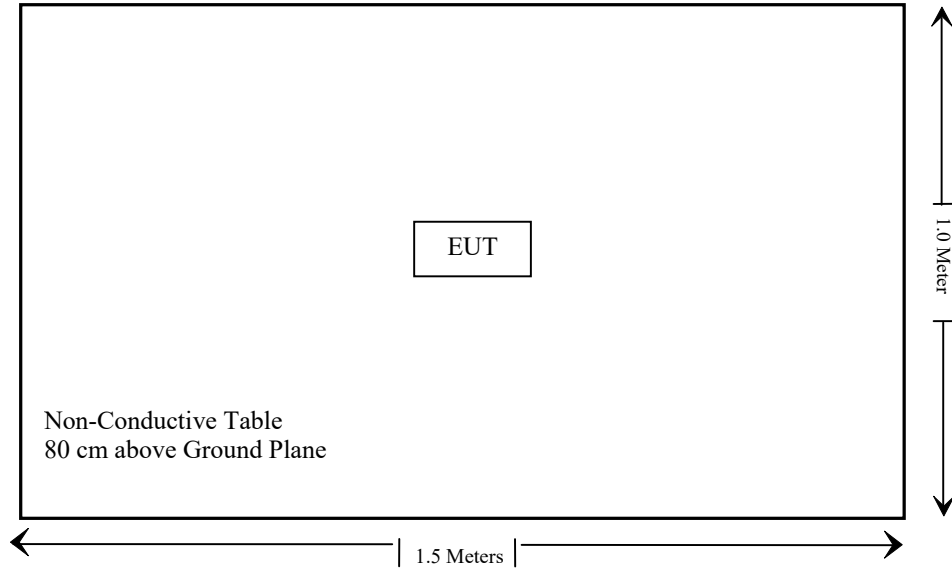 EUT
1.0 Meter
Non-Conductive Table
80 cm above Ground Plane
1.5 Meters